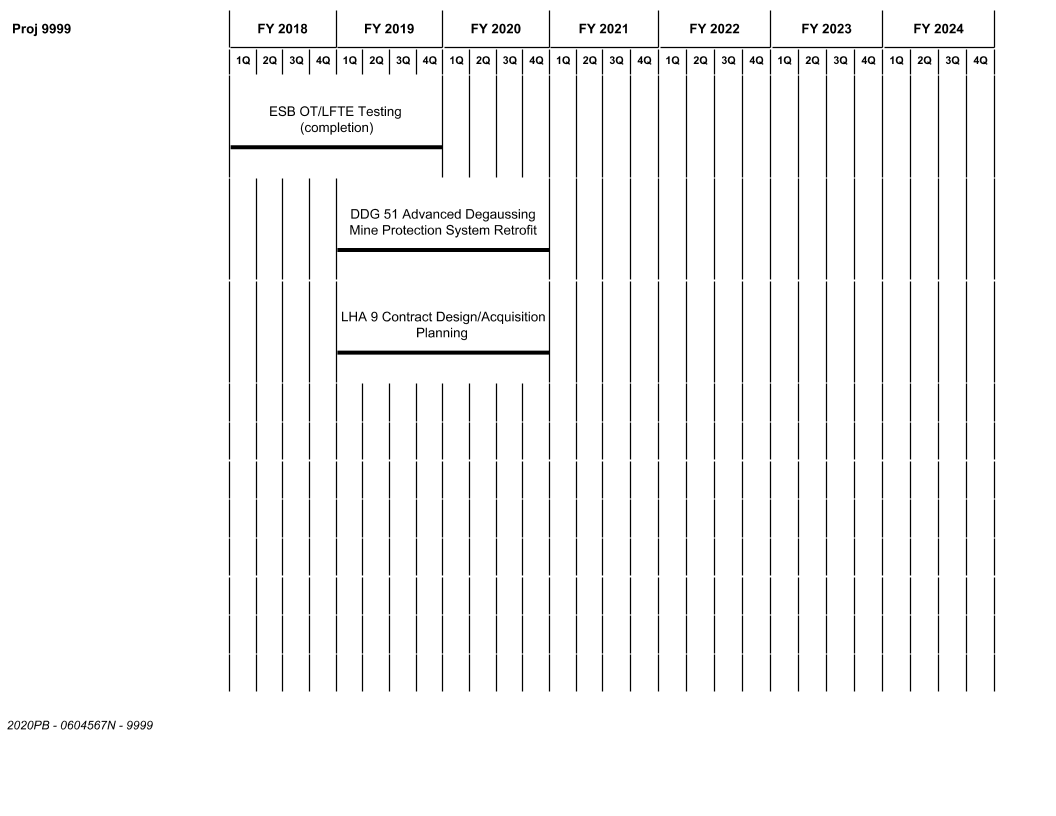 Proj 9999 FY 2018 FY 2019 FY 2020 FY 2021 FY 2022 FY 2023 FY 2024
1Q 2Q 3Q 4Q 1Q 2Q 3Q 4Q 1Q 2Q 3Q 4Q 1Q 2Q 3Q 4Q 1Q 2Q 3Q 4Q 1Q 2Q 3Q 4Q 1Q 2Q 3Q 4Q
ESB OT/LFTE Testing
(completion)
DDG 51 Advanced Degaussing
Mine Protection System Retrofit
LHA 9 Contract Design/Acquisition
Planning
2020PB - 0604567N - 9999